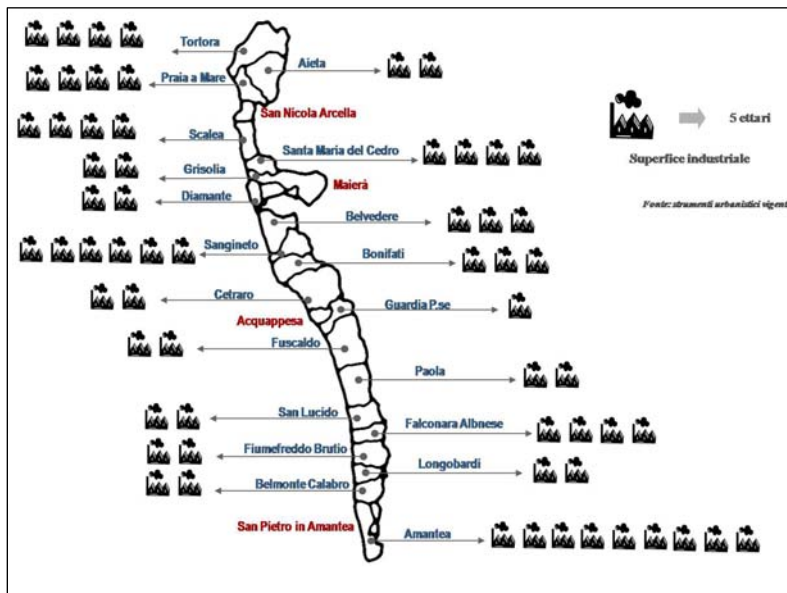 Tortora
Aieta
Praia a Mare
San Nicola Arcella
5 ettari
Scalea
Santa Maria del Cedro
Superfice industriale
Grisolia
Maierà
Diamante
Fonte: strumenti urbanistici vigenti
Belvedere
Sangineto
Bonifati
Cetraro
Guardia P.se
Acquappesa
Fuscaldo
Paola
San Lucido
Falconara Albnese
Fiumefreddo Brutio
Longobardi
Belmonte Calabro
San Pietro in Amantea
Amantea